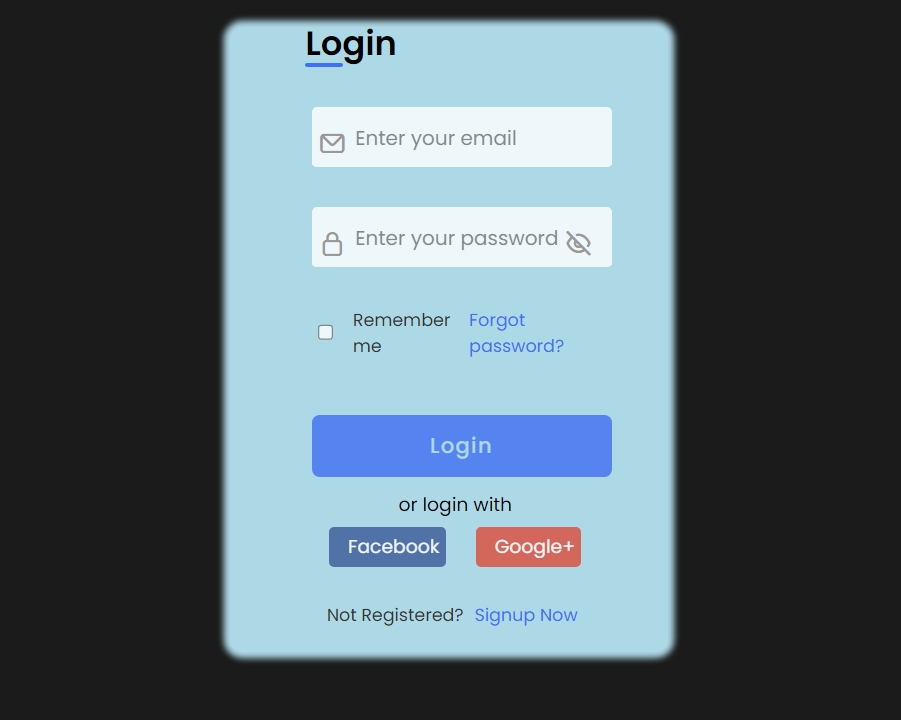 Login
Enter your email
Enter your password
Remember me
Forgot password?
Login
or login with
Facebook
Google+
Not Registered? Signup Now